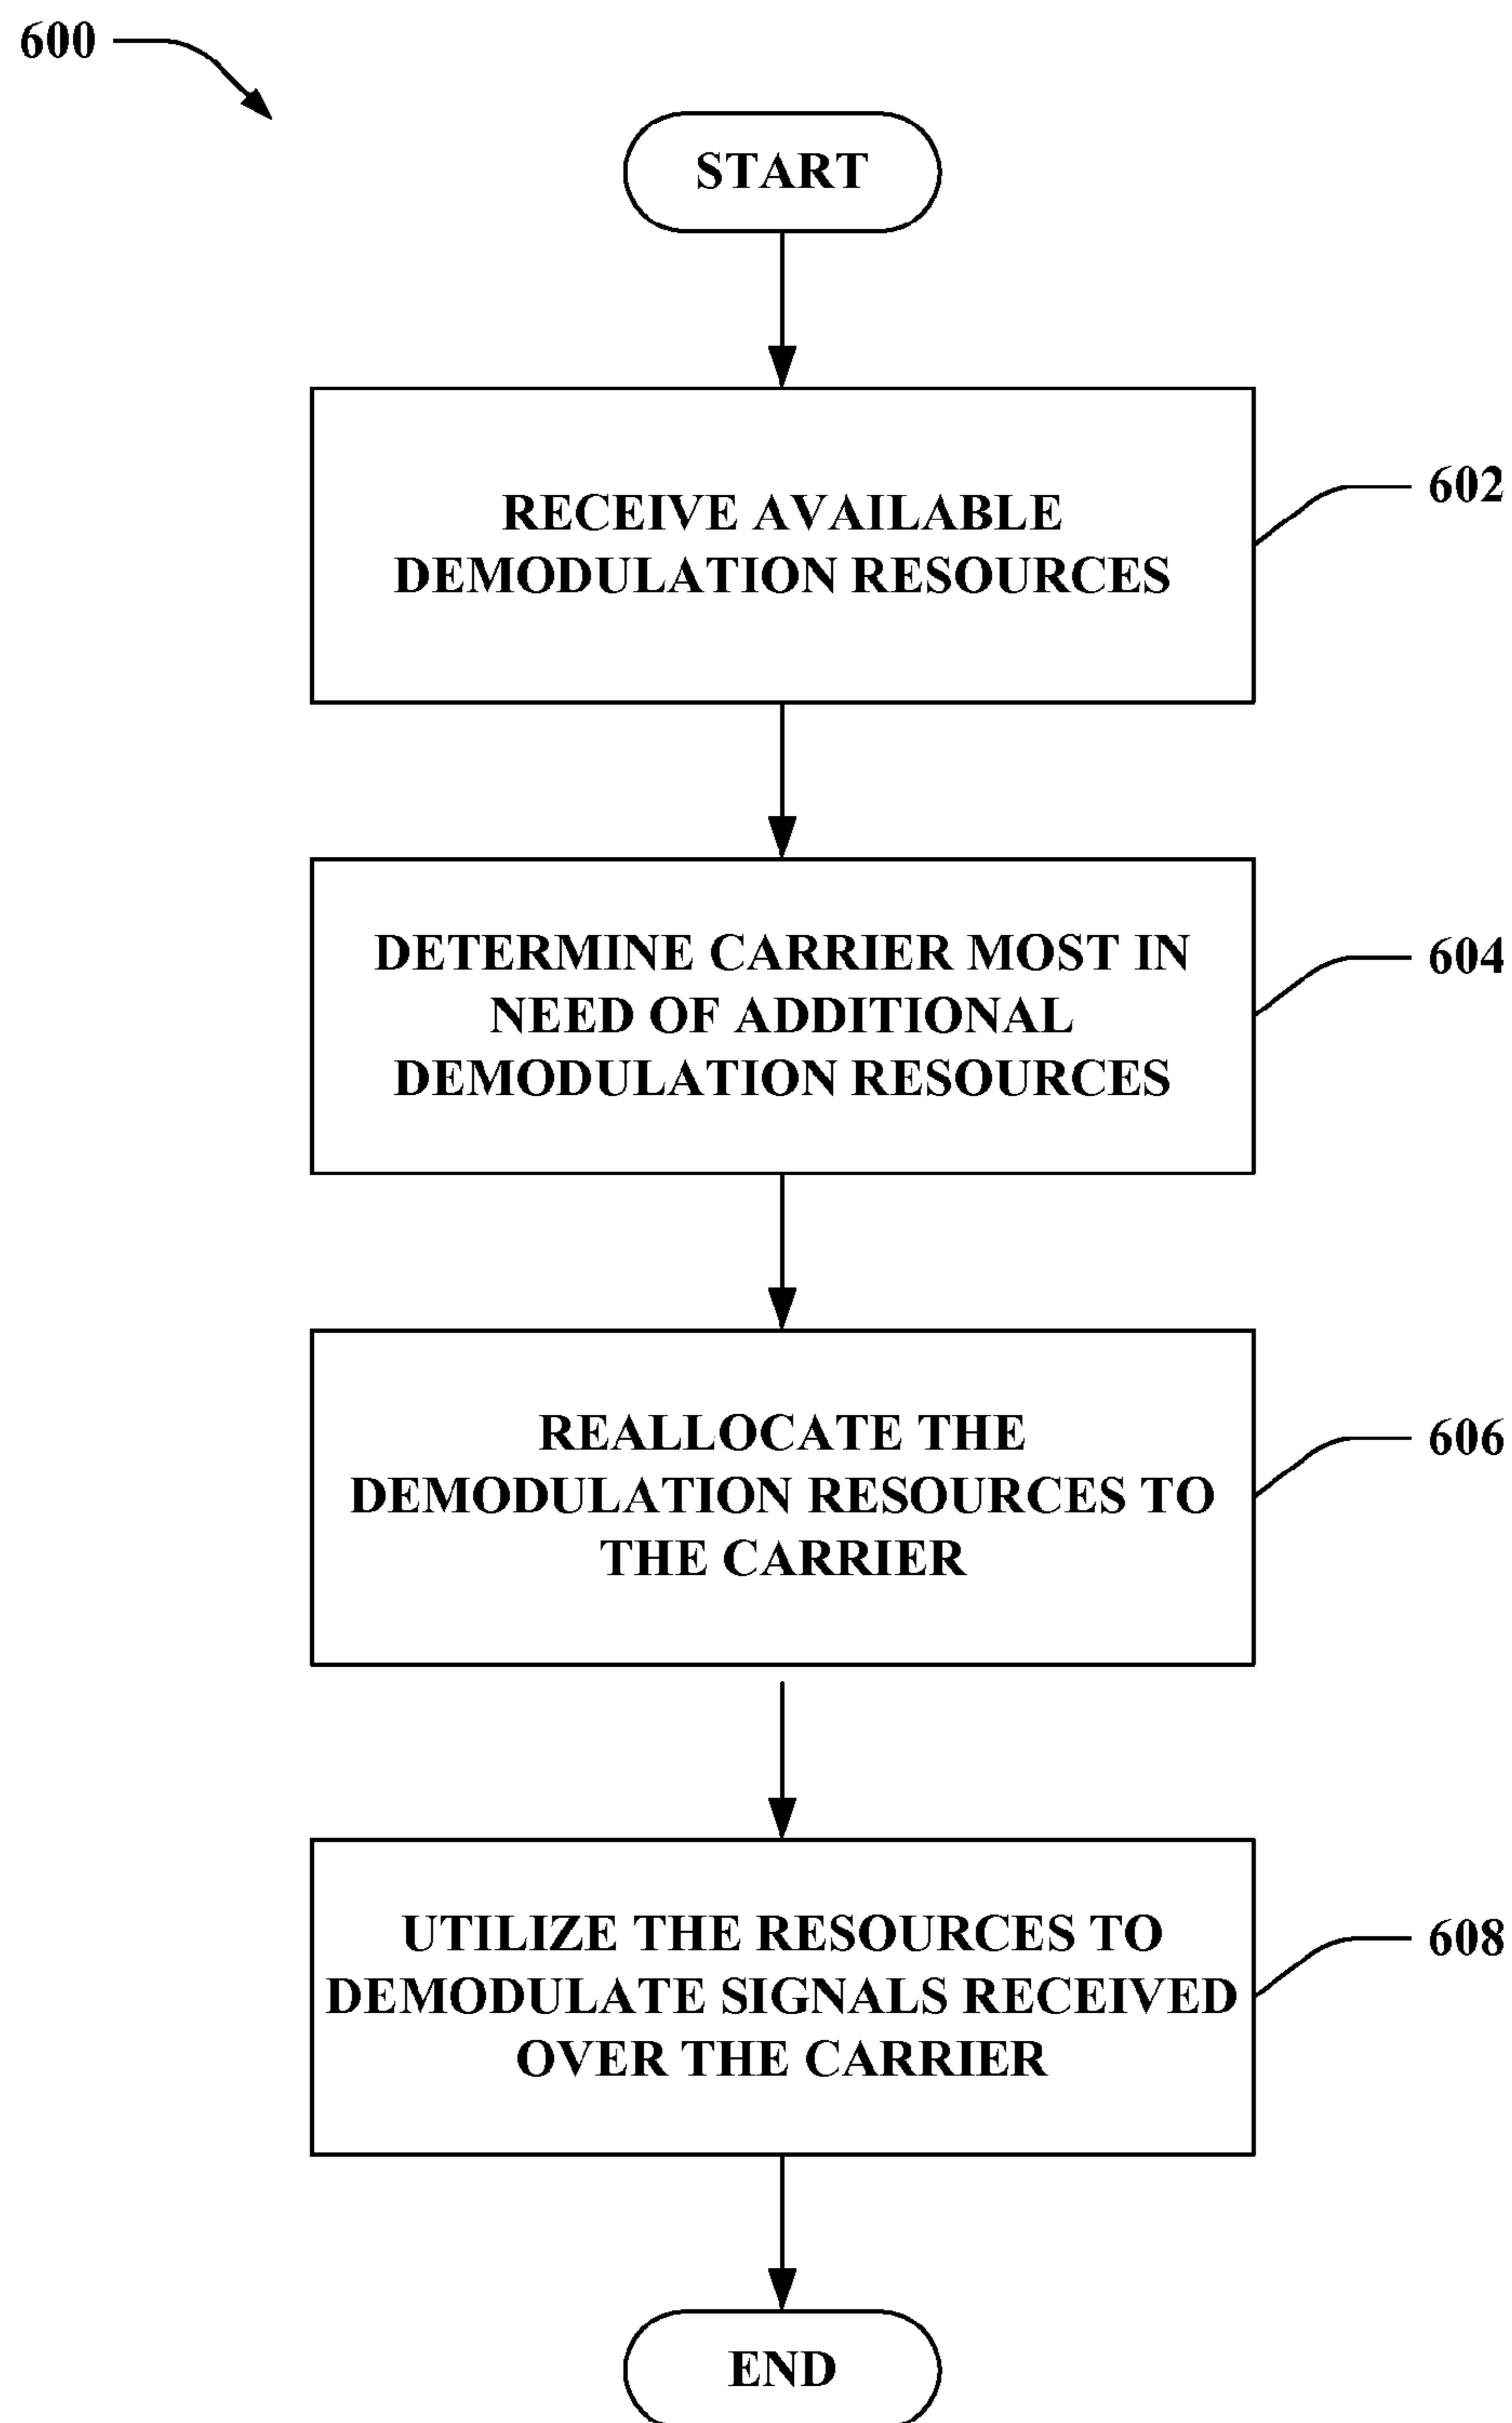 600
START
RECEIVE AVAILABLE
DEMODULATION RESOURCES
602
DETERMINE CARRIER MOST IN
NEED OF ADDITIONAL
DEMODULATION RESOURCES
604
REALLOCATE THE
DEMODULATION RESOURCES TO
THE CARRIER
606
UTILIZE THE RESOURCES TO
DEMODULATE SIGNALS RECEIVED
OVER THE CARRIER
608
END